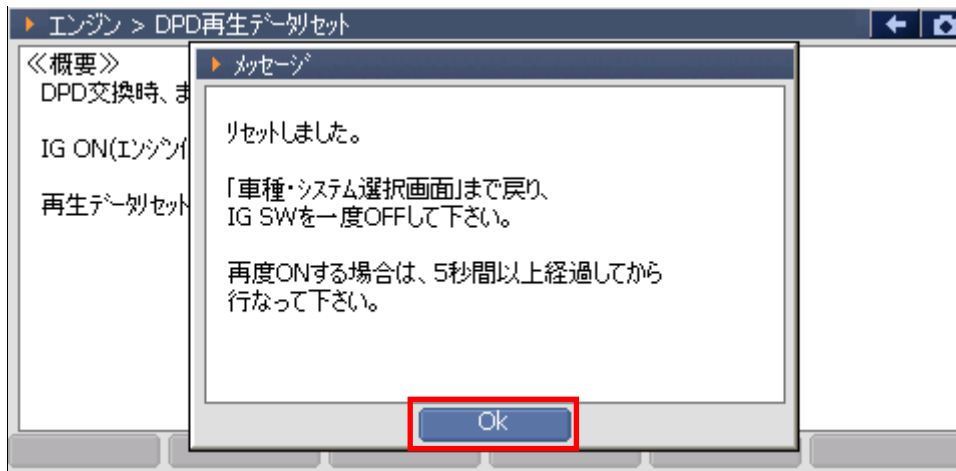 エンジン > DPD再生データリセット
≪概要≫
DPD交換時、ま
IG ON(エンジン
再生データリセット
メッセージ
リセットしました。
「車種・システム選択画面」まで戻り、
IG SWを一度OFFして下さい。
再度ONする場合は、5秒間以上経過してから
行なって下さい。
Ok